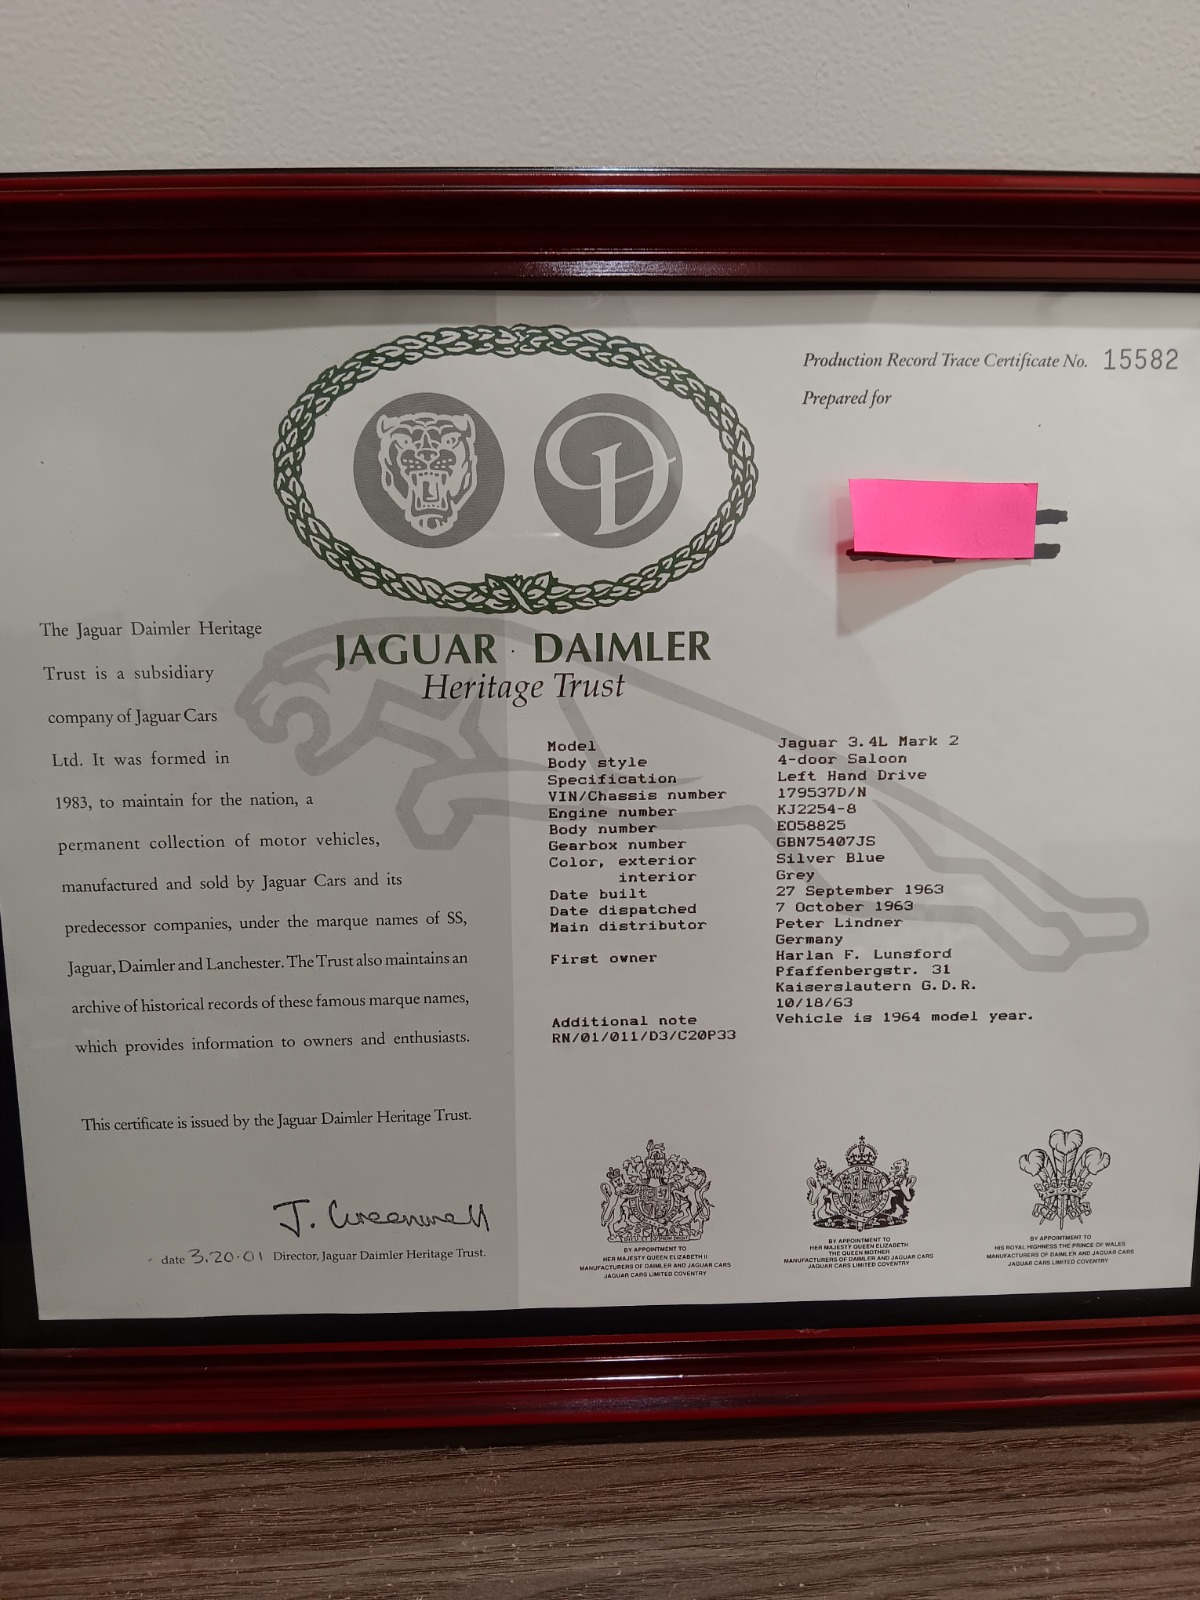 Production Record Trace Certificate No. 15582
Prepared for
JAGUAR · DAIMLER
Heritage Trust
The Jaguar Daimler Heritage
Trust is a subsidiary
company of Jaguar Cars
Ltd. It was formed in
1983, to maintain for the nation, a
permanent collection of motor vehicles,
manufactured and sold by Jaguar Cars and its
predecessor companies, under the marque names of SS,
Jaguar, Daimler and Lanchester. The Trust also maintains an
archive of historical records of these famous marque names,
which provides information to owners and enthusiasts.
This certificate is issued by the Jaguar Daimler Heritage Trust.
J. Greenwell
date 3.20.01 Director, Jaguar Daimler Heritage Trust.
Model Jaguar 3.4L Mark 2
Body style 4-door Saloon
Specification Left Hand Drive
VIN/Chassis number 179537D/N
Engine number KJ2254-8
Body number E058825
Gearbox number GBN75407JS
Color, exterior Silver Blue
interior Grey
Date built 27 September 1963
Date dispatched 7 October 1963
Main distributor Peter Lindner
Germany
First owner Harlan F. Lunsford
Pfaffenbergstr. 31
Kaiserslautern G.D.R.
10/18/63
Additional note Vehicle is 1964 model year.
RN/01/011/D3/C20P33
BY APPOINTMENT TO
HER MAJESTY QUEEN ELIZABETH II
MANUFACTURERS OF DAIMLER AND JAGUAR CARS
JAGUAR CARS LIMITED COVENTRY
BY APPOINTMENT TO
HER MAJESTY QUEEN ELIZABETH
THE QUEEN MOTHER
MANUFACTURERS OF DAIMLER AND JAGUAR CARS
JAGUAR CARS LIMITED COVENTRY
BY APPOINTMENT TO
HIS ROYAL HIGHNESS THE PRINCE OF WALES
MANUFACTURERS OF DAIMLER AND JAGUAR CARS
JAGUAR CARS LIMITED COVENTRY